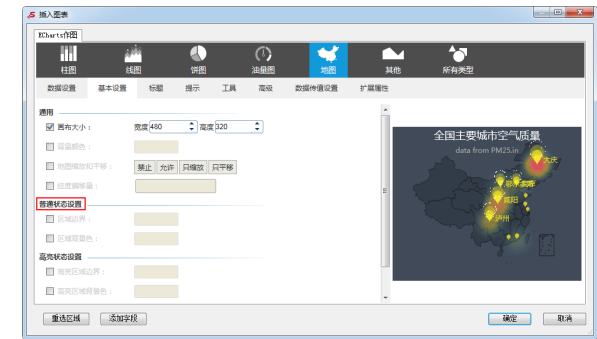 插入图表
ECharts作图
柱图 线图 饼图 油量图 地图 其他 所有类型
数据设置 基本设置 标题 提示 工具 高级 数据传值设置 扩展属性
通用
画布大小： 宽度 480 高度 320
背景颜色：
地图缩放和平移： 禁止 允许 只缩放 只平移
经度偏移量：
普通状态设置
区域边界：
区域背景色：
高亮状态设置
高亮区域边界：
高亮区域背景色：
全国主要城市空气质量
data from PM25.in
大庆
咸阳
泸州
重选区域 添加字段 确定 取消